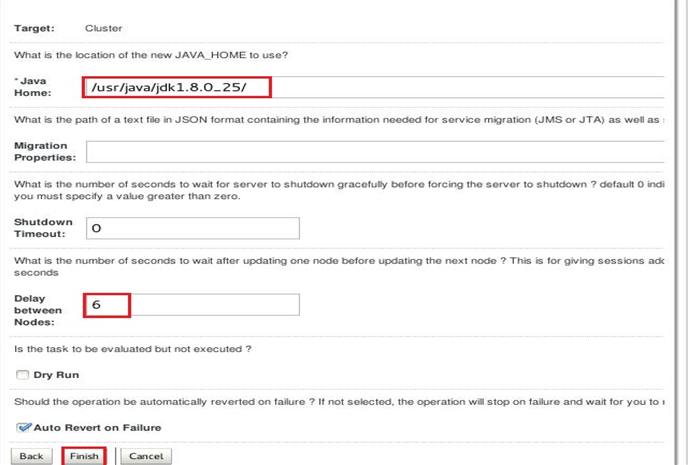 Target: Cluster
What is the location of the new JAVA_HOME to use?
*Java
Home:
/usr/java/jdk1.8.0_25/
What is the path of a text file in JSON format containing the information needed for service migration (JMS or JTA) as well as
Migration
Properties:
What is the number of seconds to wait for server to shutdown gracefully before forcing the server to shutdown ? default 0 indi
you must specify a value greater than zero.
Shutdown
Timeout:
0
What is the number of seconds to wait after updating one node before updating the next node ? This is for giving sessions adc
seconds
Delay
between
Nodes:
6
Is the task to be evaluated but not executed ?
Dry Run
Should the operation be automatically reverted on failure ? If not selected, the operation will stop on failure and wait for you to
Auto Revert on Failure
Back Finish Cancel